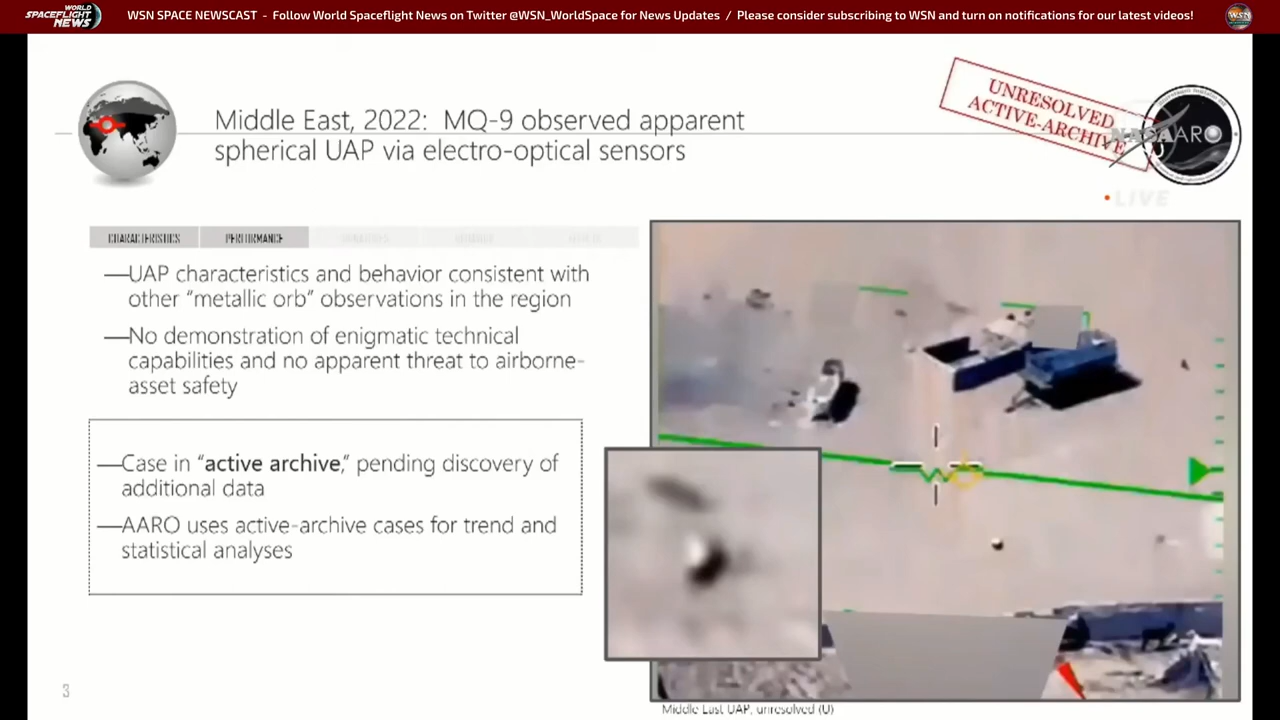 WORLD
SPACEFLIGHT
NEWS
WSN SPACE NEWSCAST - Follow World Spaceflight News on Twitter @WSN_WorldSpace for News Updates / Please consider subscribing to WSN and turn on notifications for our latest videos!
WSN
Middle East, 2022: MQ-9 observed apparent
spherical UAP via electro-optical sensors
UNRESOLVED
ACTIVE-ARCHIVE
NASA
AARO
LIVE
CHARACTERISTICS PERFORMANCE
—UAP characteristics and behavior consistent with
other “metallic orb” observations in the region
—No demonstration of enigmatic technical
capabilities and no apparent threat to airborne-
asset safety
—Case in “active archive,” pending discovery of
additional data
—AARO uses active-archive cases for trend and
statistical analyses
3
Middle East UAP, unresolved (U)